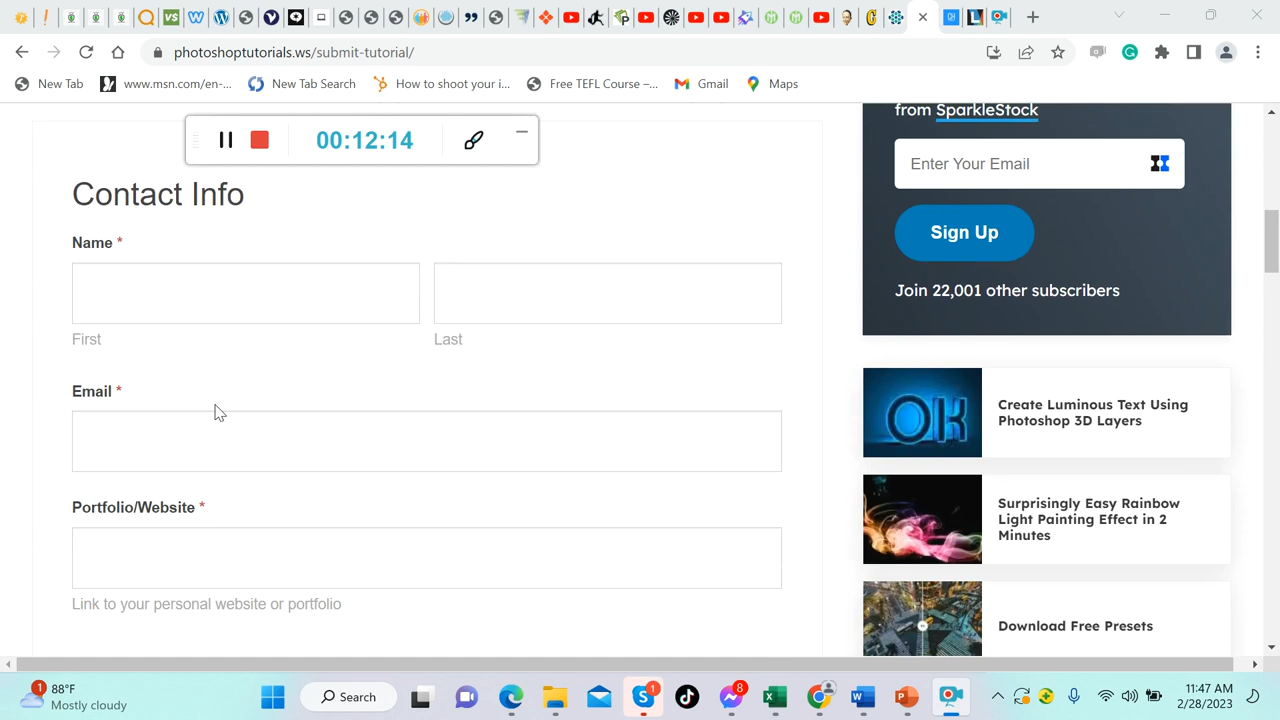 photoshoptutorials.ws/submit-tutorial/
New Tab
www.msn.com/en-...
New Tab Search
How to shoot your i...
Free TEFL Course –...
Gmail
Maps
00:12:14
Contact Info
Name *
First
Last
Email *
Portfolio/Website *
Link to your personal website or portfolio
from SparkleStock
Enter Your Email
Sign Up
Join 22,001 other subscribers
OK
Create Luminous Text Using
Photoshop 3D Layers
Surprisingly Easy Rainbow
Light Painting Effect in 2
Minutes
Download Free Presets
1
88°F
Mostly cloudy
Search
1
8
11:47 AM
2/28/2023